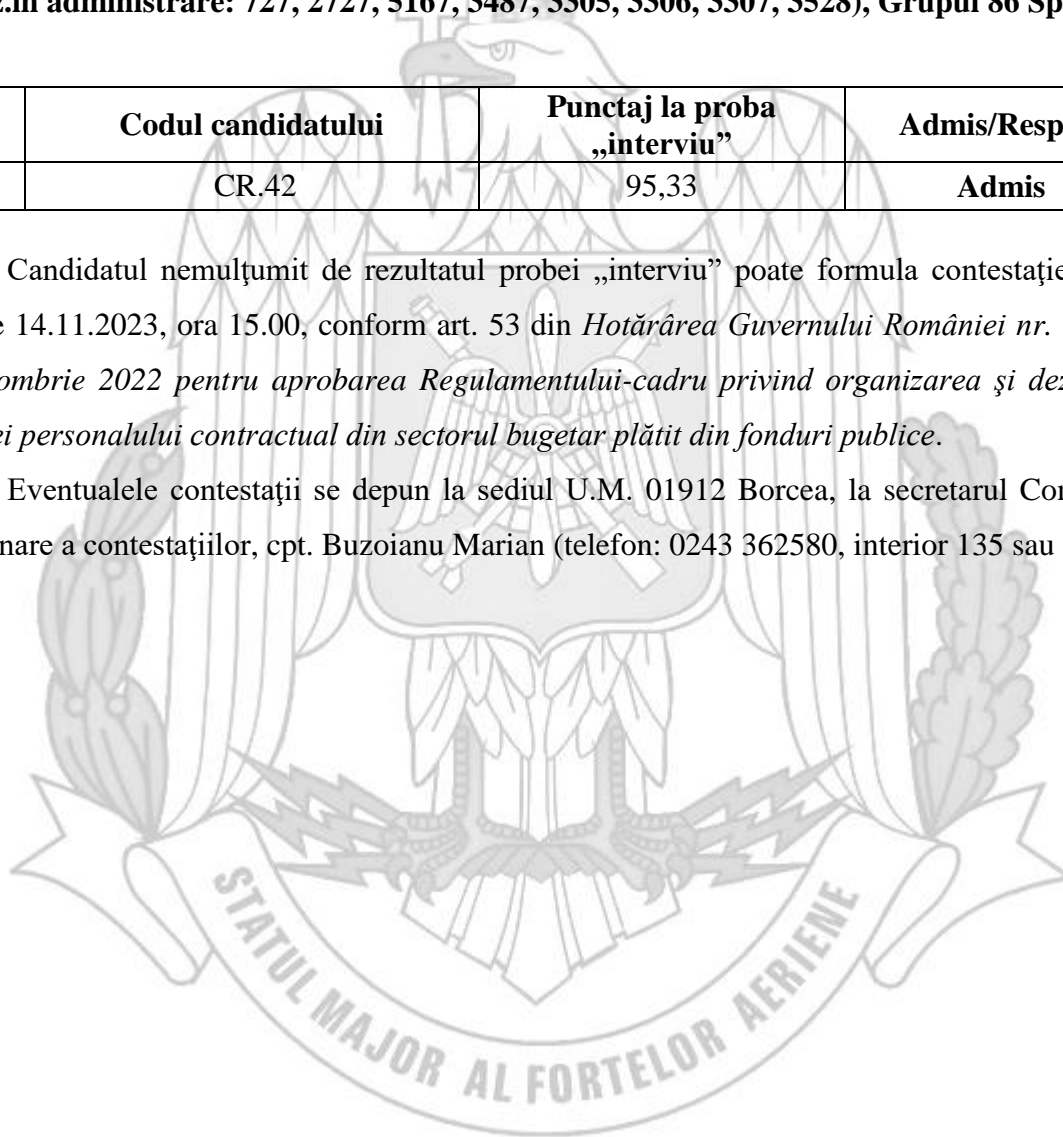 z.în administrare: 727, 2727, 5167, 5487, 5505, 5506, 5507, 5528), Grupul 86 Sp
Codul candidatului
Punctaj la proba
„interviu”
Admis/Resp
CR.42
95,33
Admis
Candidatul nemulţumit de rezultatul probei „interviu” poate formula contestaţie
e 14.11.2023, ora 15.00, conform art. 53 din Hotărârea Guvernului României nr.
ombrie 2022 pentru aprobarea Regulamentului-cadru privind organizarea şi dez
ei personalului contractual din sectorul bugetar plătit din fonduri publice.
Eventualele contestaţii se depun la sediul U.M. 01912 Borcea, la secretarul Co
nare a contestaţiilor, cpt. Buzoianu Marian (telefon: 0243 362580, interior 135 sau
STATUL MAJOR AL FORTELOR AERIENE